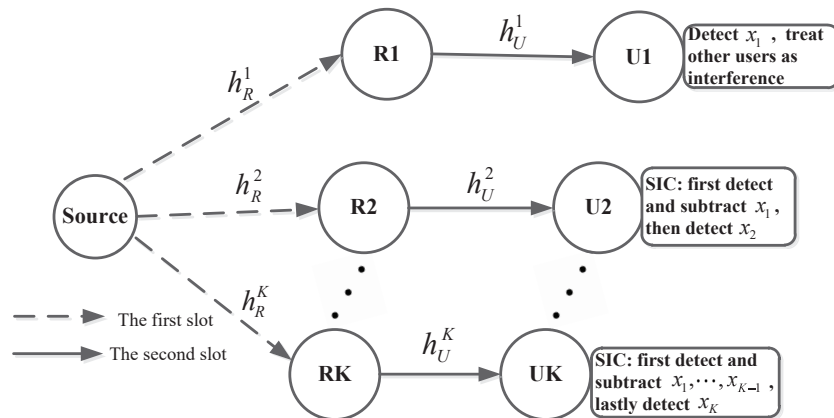 h_R^1
R1
h_U^1
U1
Detect x_1 , treat
other users as
interference
Source
h_R^2
R2
h_U^2
U2
SIC: first detect
and subtract x_1 ,
then detect x_2
h_R^K
RK
h_U^K
UK
SIC: first detect and
subtract x_1,⋯,x_{K-1} ,
lastly detect x_K
The first slot
The second slot